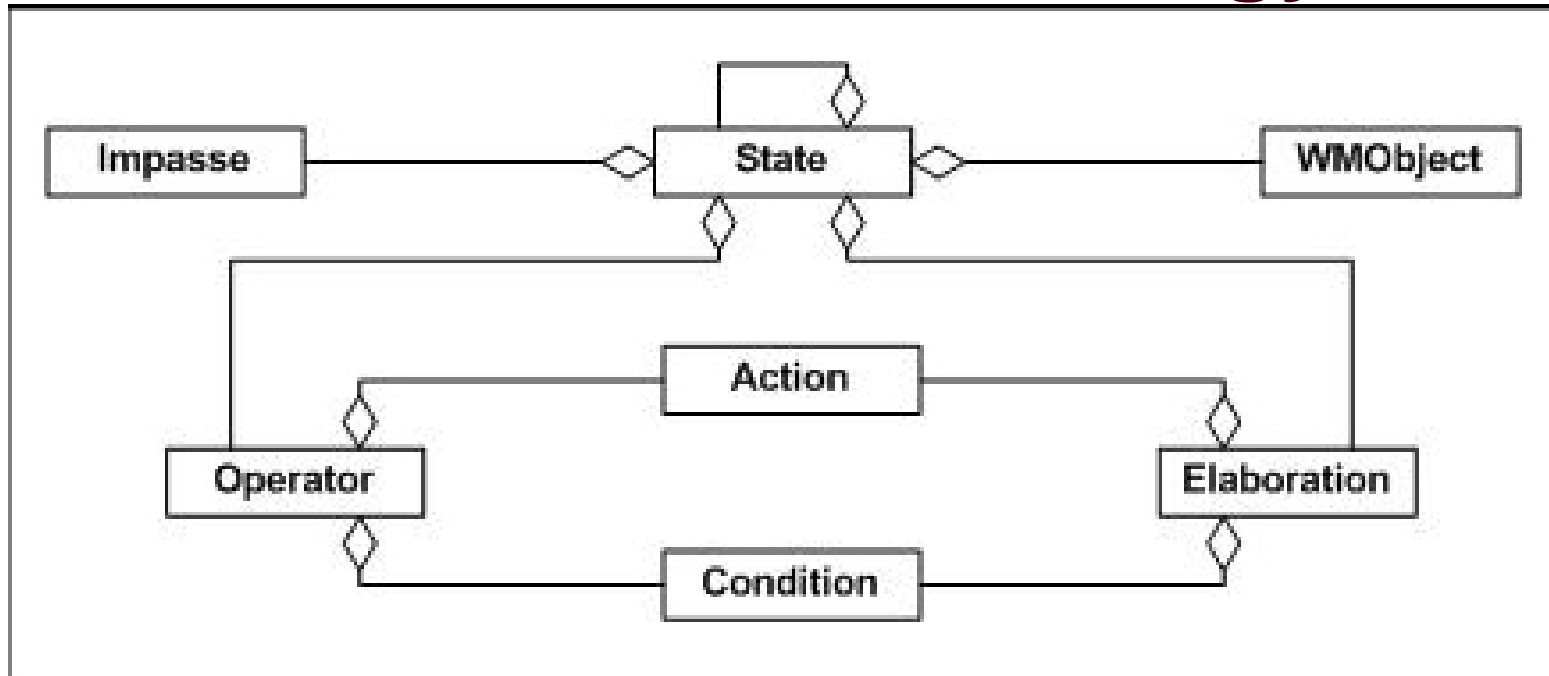 Impasse
State
WMObject
Action
Operator
Elaboration
Condition